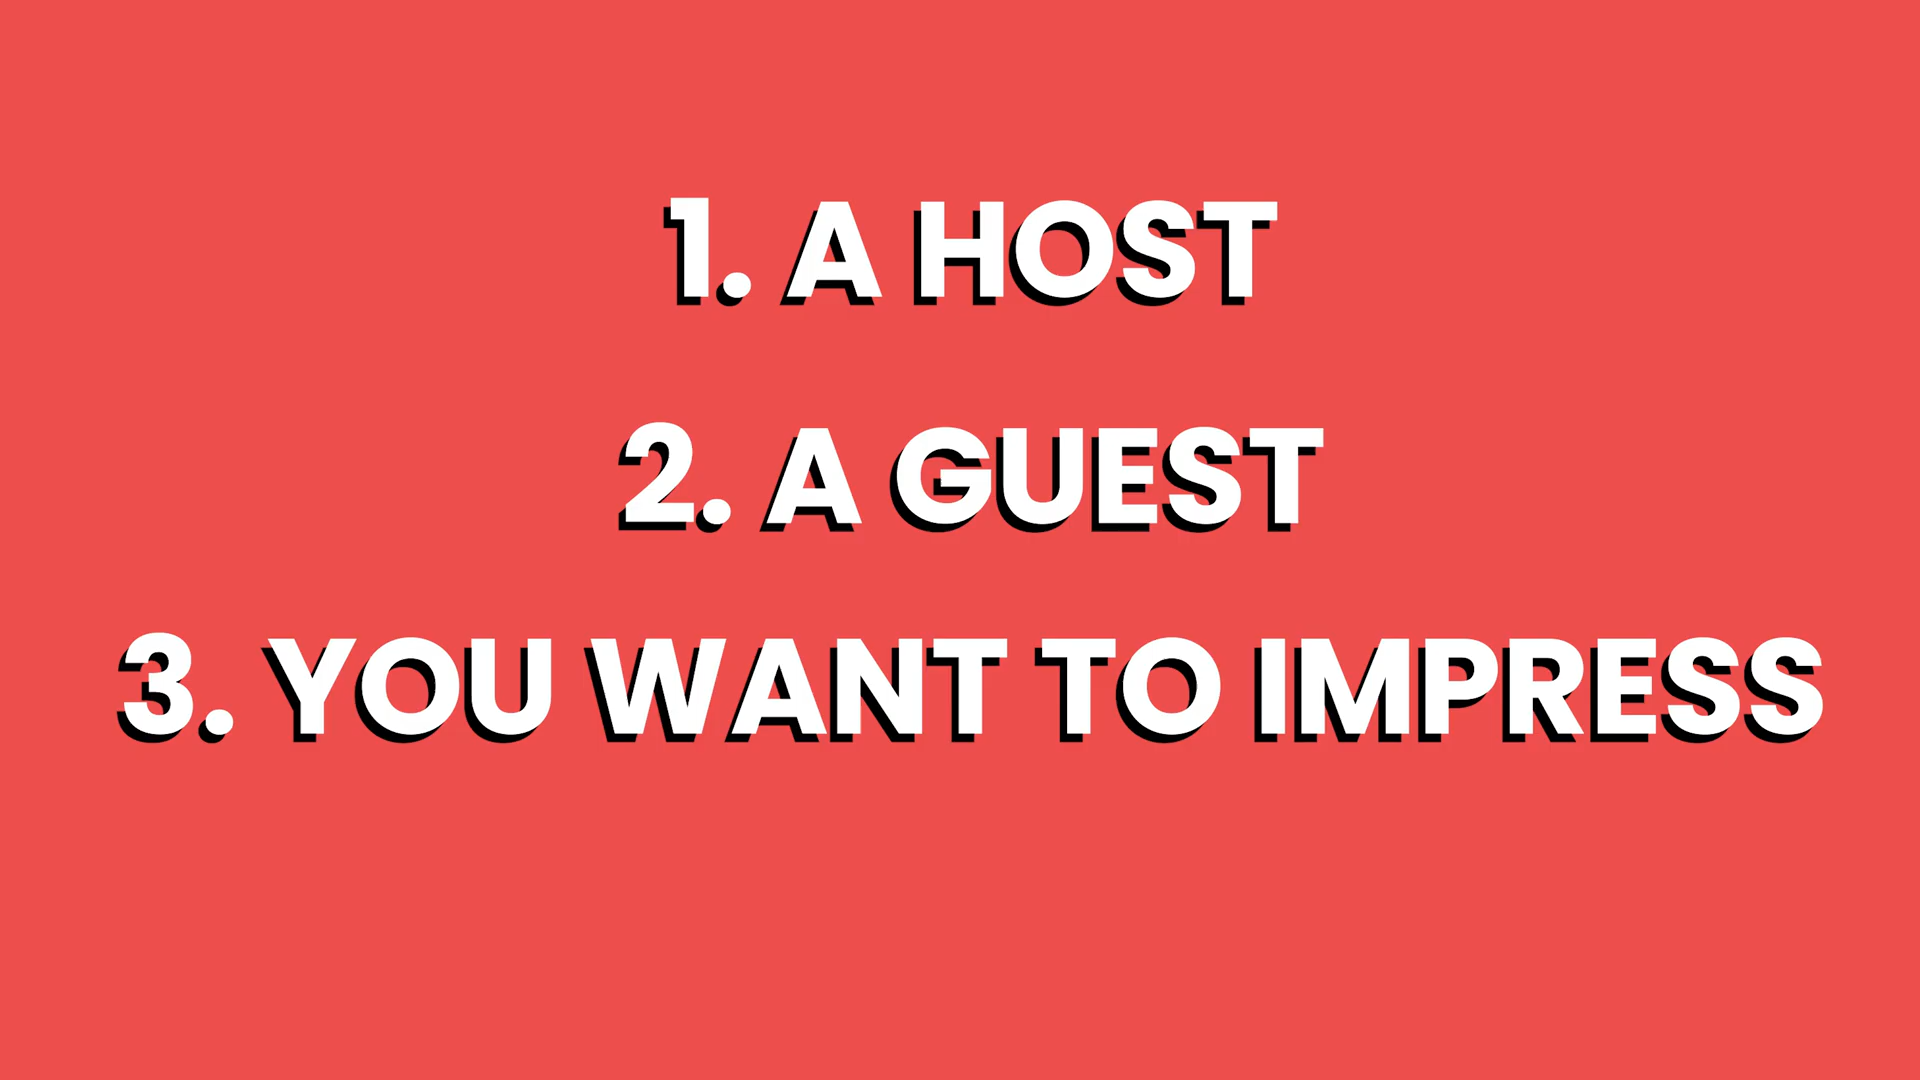 1. A HOST
2. A GUEST
3. YOU WANT TO IMPRESS